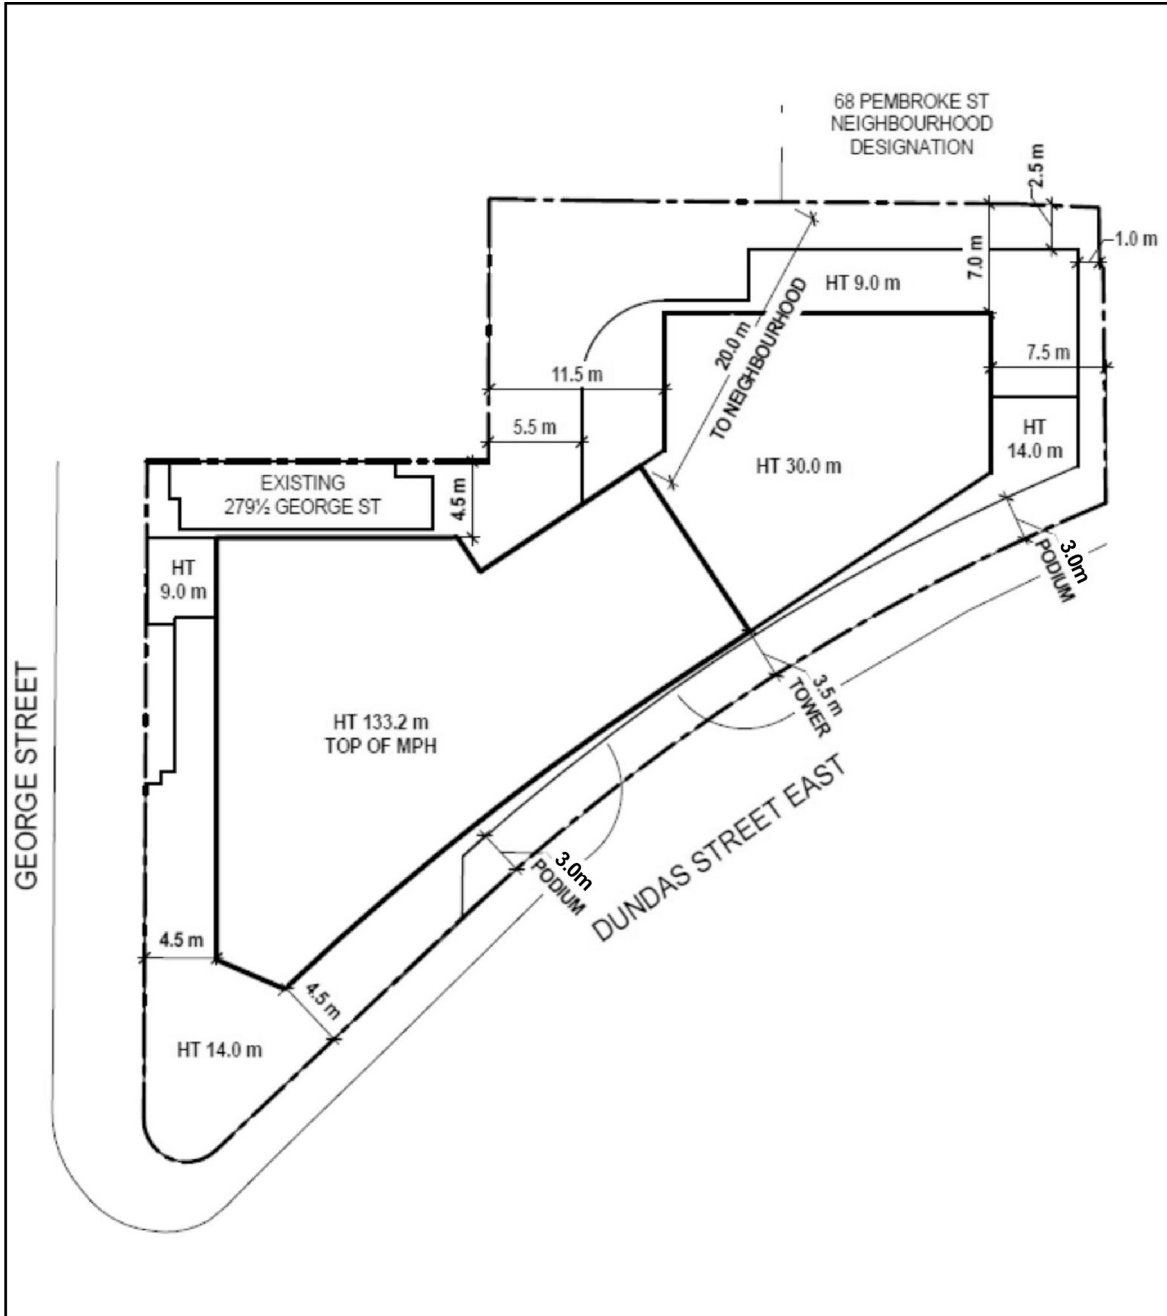 68 PEMBROKE ST
NEIGHBOURHOOD
DESIGNATION
2.5 m
1.0 m
7.0 m
HT 9.0 m
20.0 m
TO NEIGHBOURHOOD
7.5 m
11.5 m
5.5 m
HT
14.0 m
HT 30.0 m
EXISTING
279½ GEORGE ST
4.5 m
3.0m
PODIUM
HT
9.0 m
GEORGE STREET
HT 133.2 m
TOP OF MPH
3.5 m
TOWER
DUNDAS STREET EAST
3.0m
PODIUM
4.5 m
4.5 m
HT 14.0 m